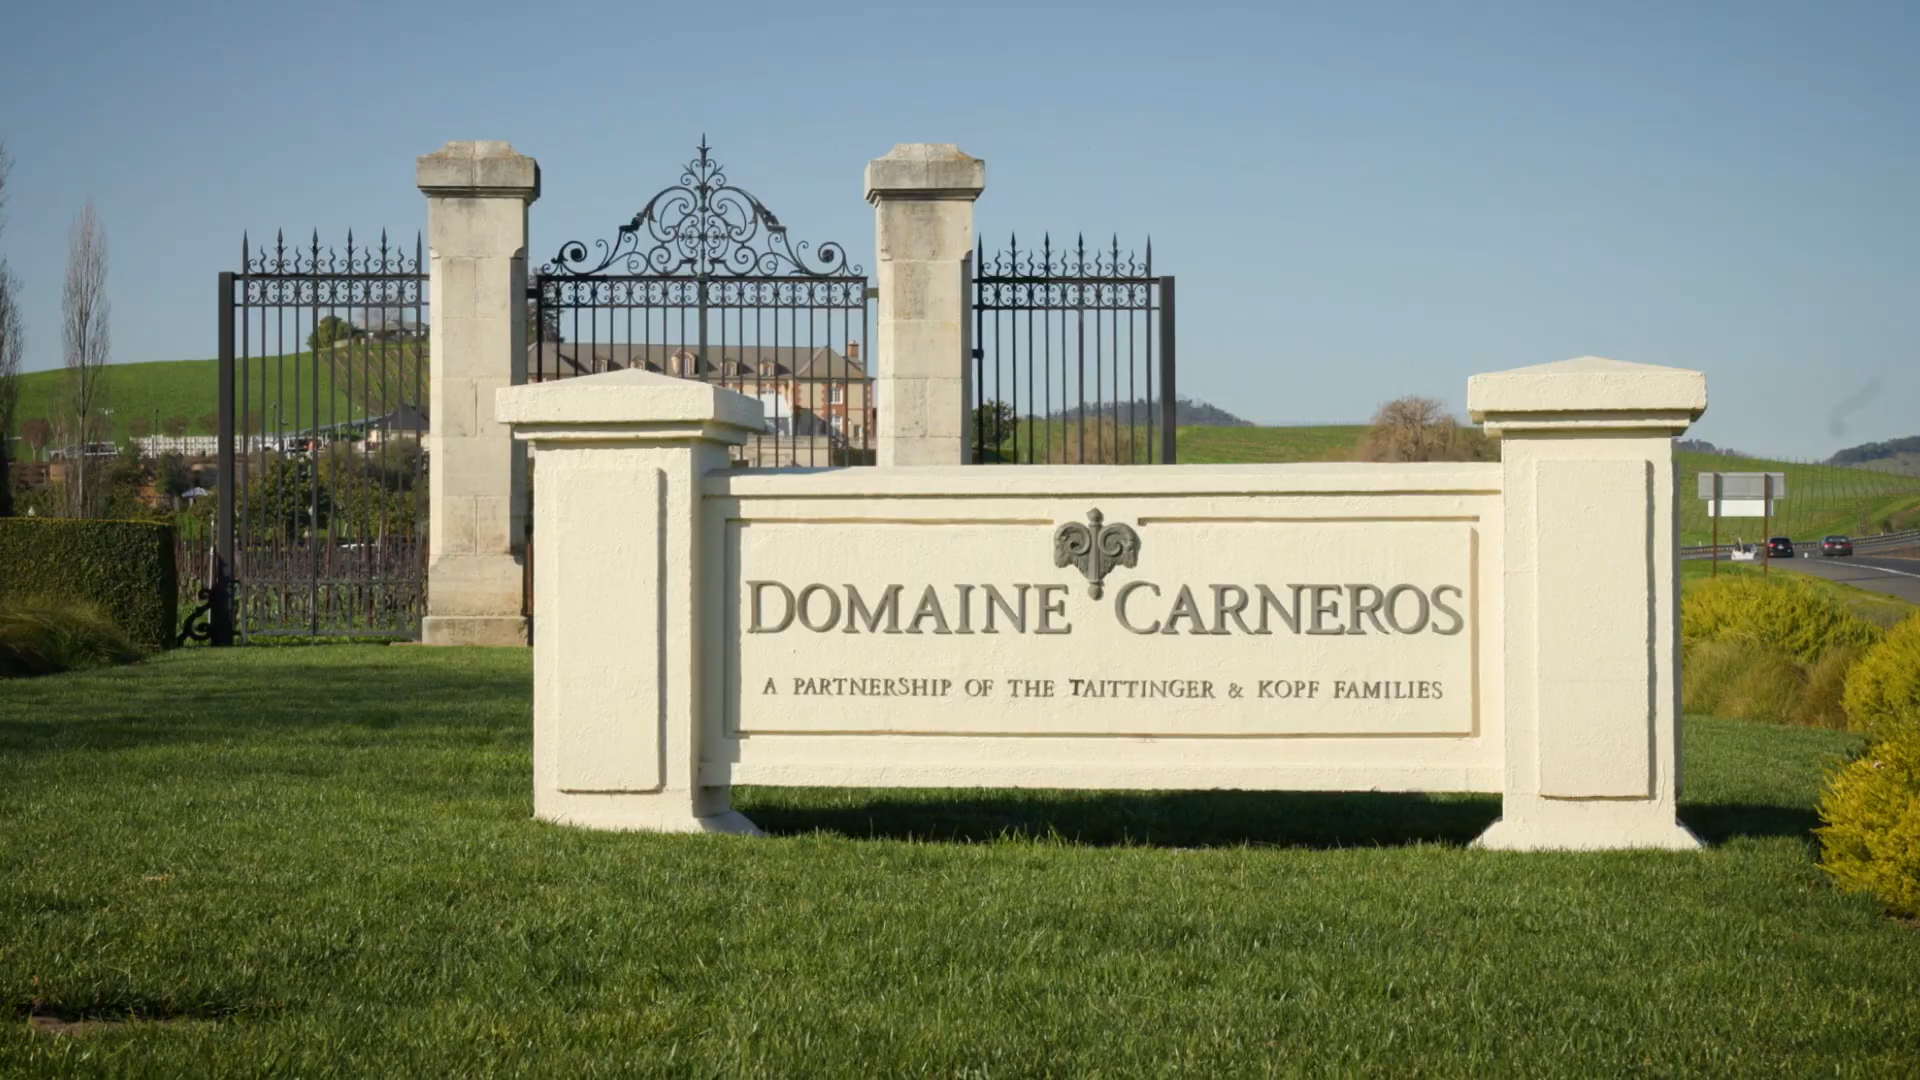 DOMAINE CARNEROS
A PARTNERSHIP OF THE TAITTINGER & KOPF FAMILIES